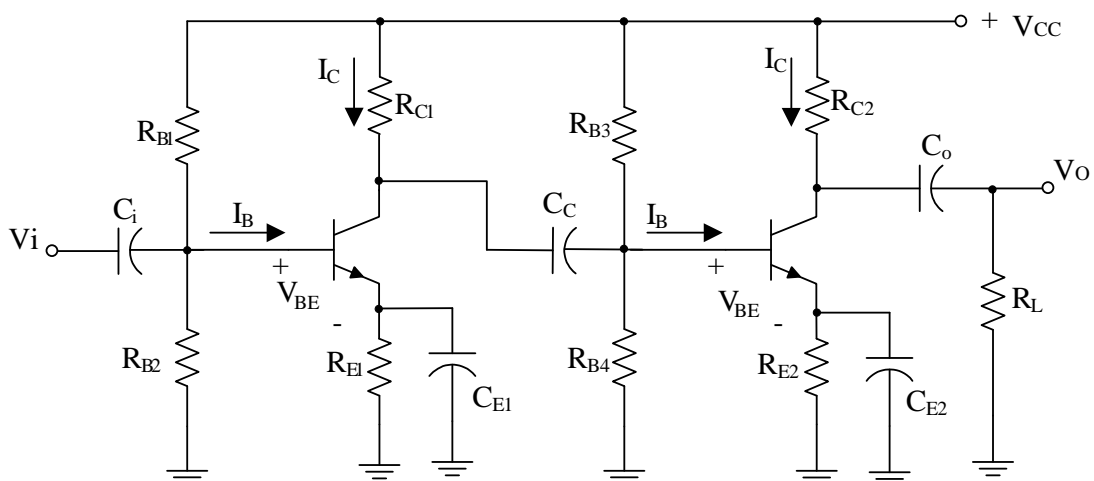 + VCC
IC
RC1
IC
RC2
RB1
RB3
Co
VO
Ci
IB
CC
IB
Vi
+
VBE
-
+
VBE
-
RL
RB2
RE1
CE1
RB4
RE2
CE2